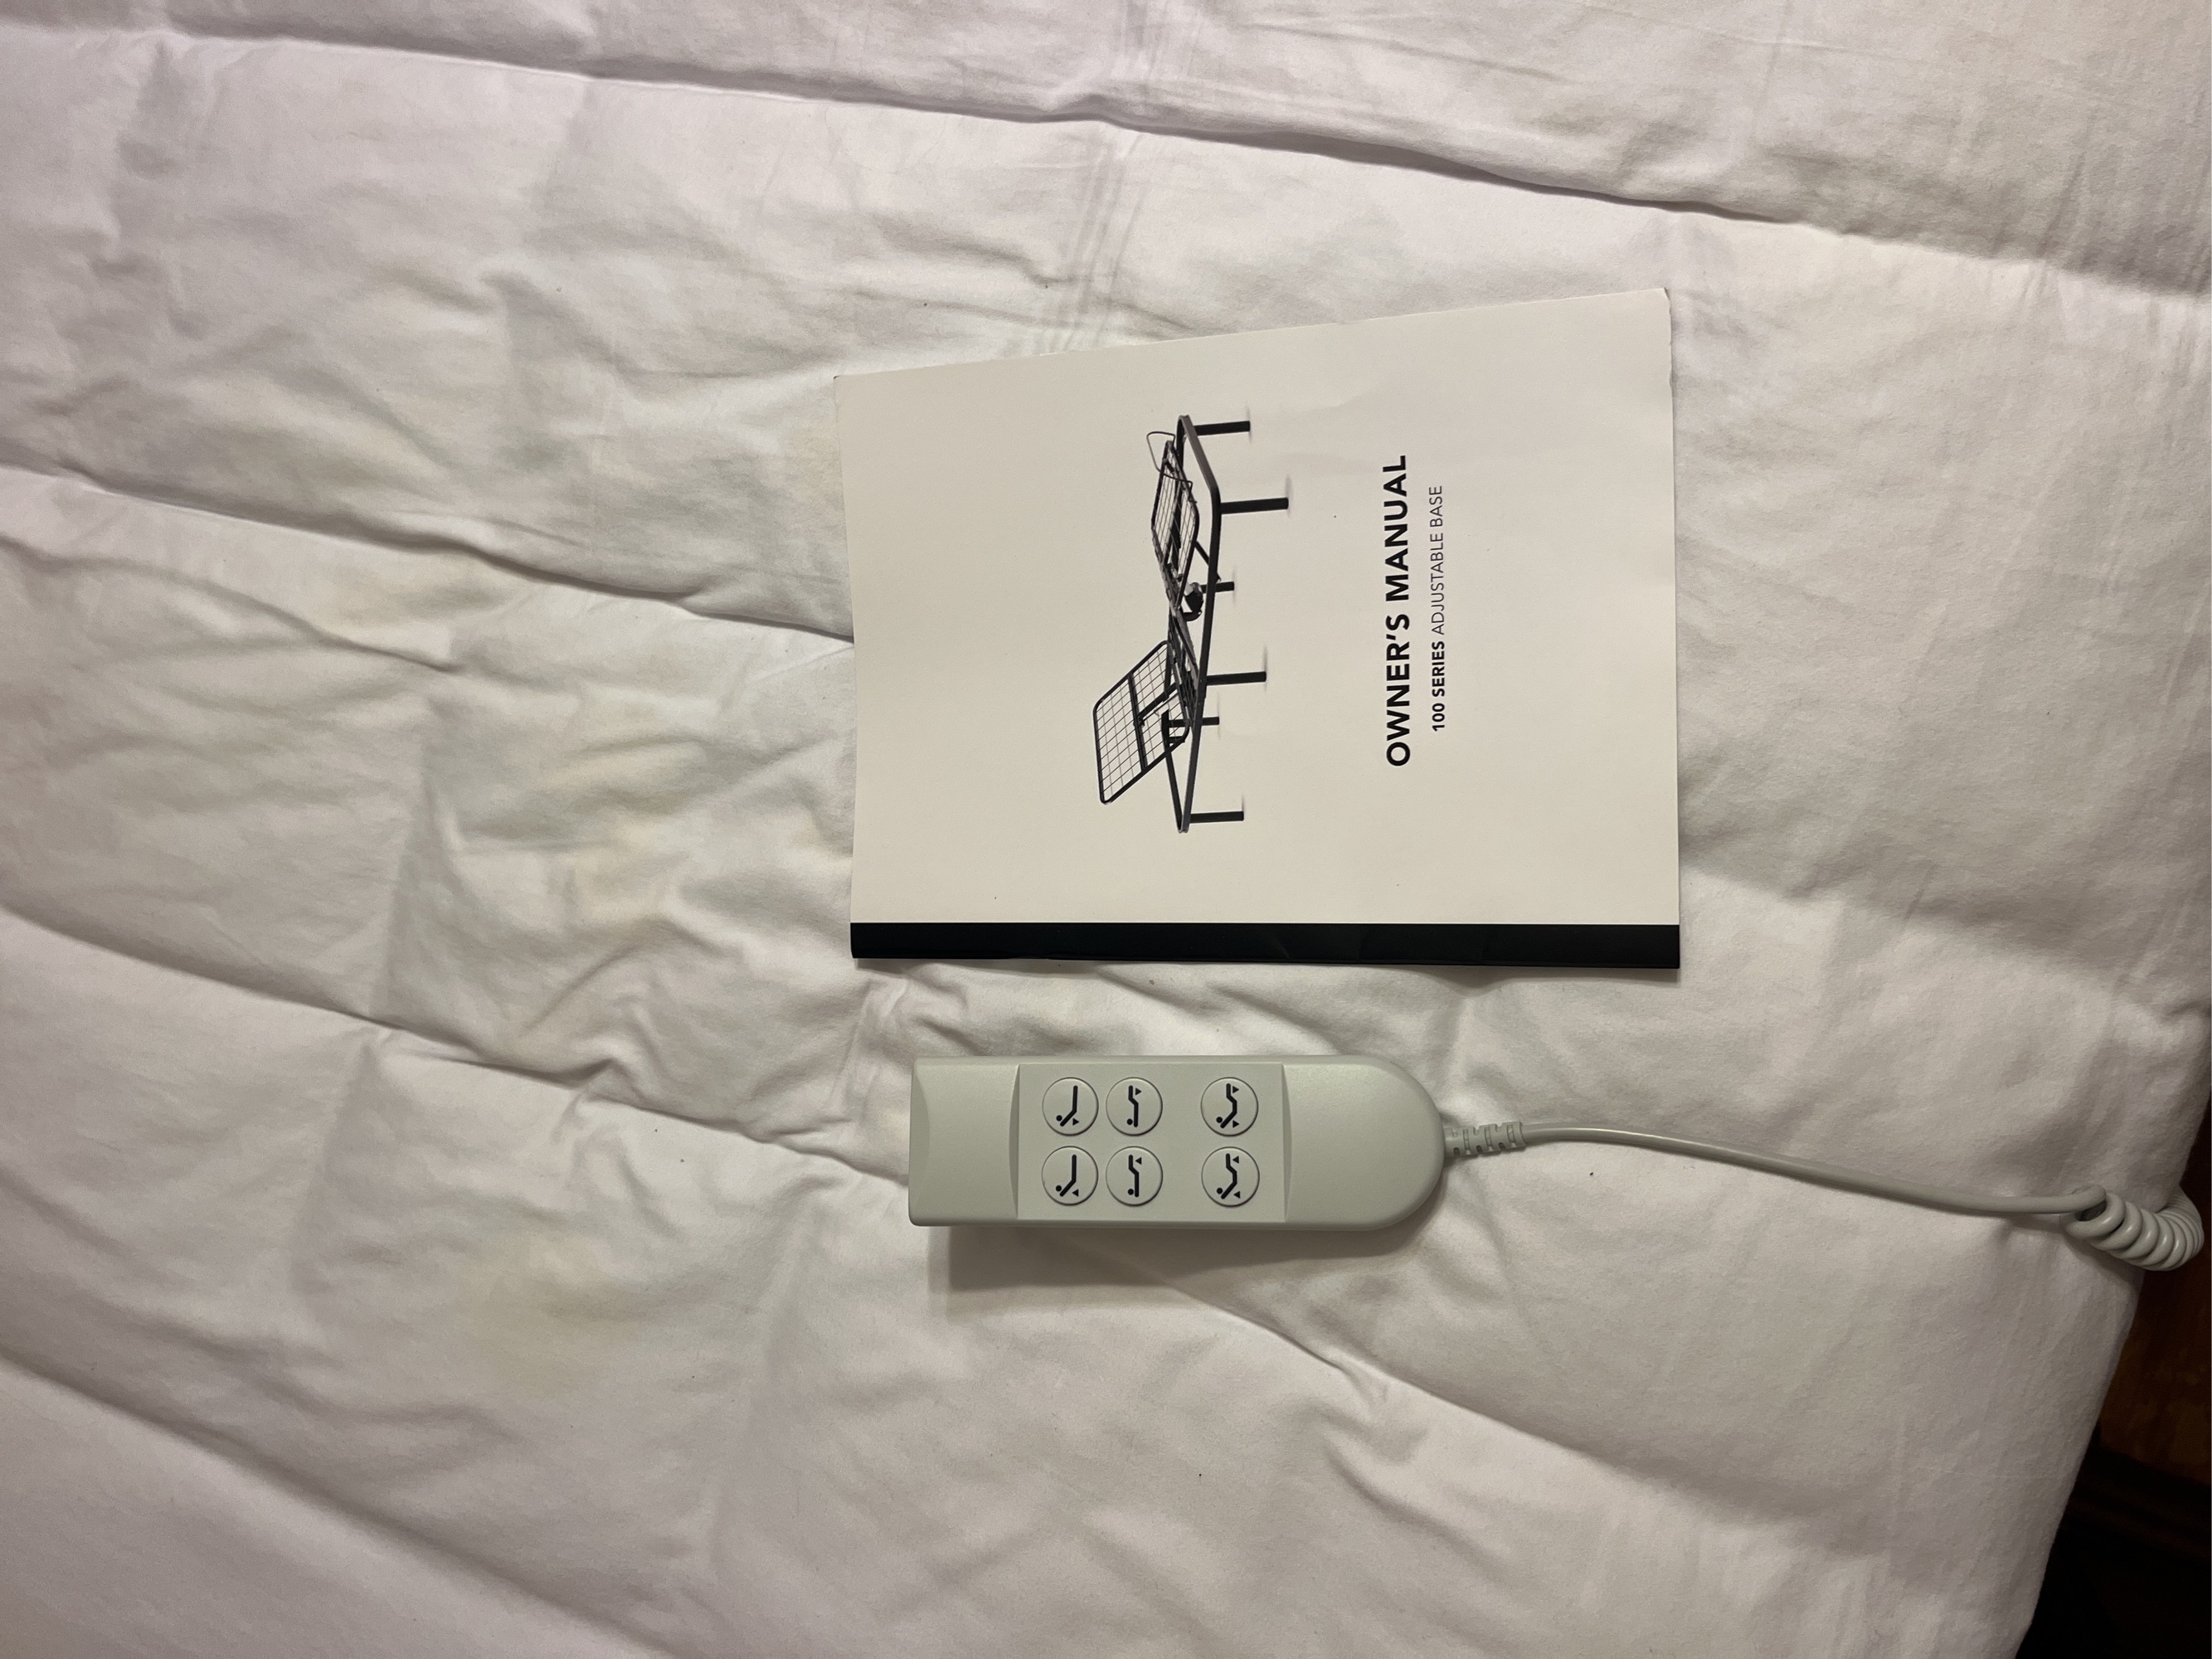 OWNER'S MANUAL
100 SERIES ADJUSTABLE BASE